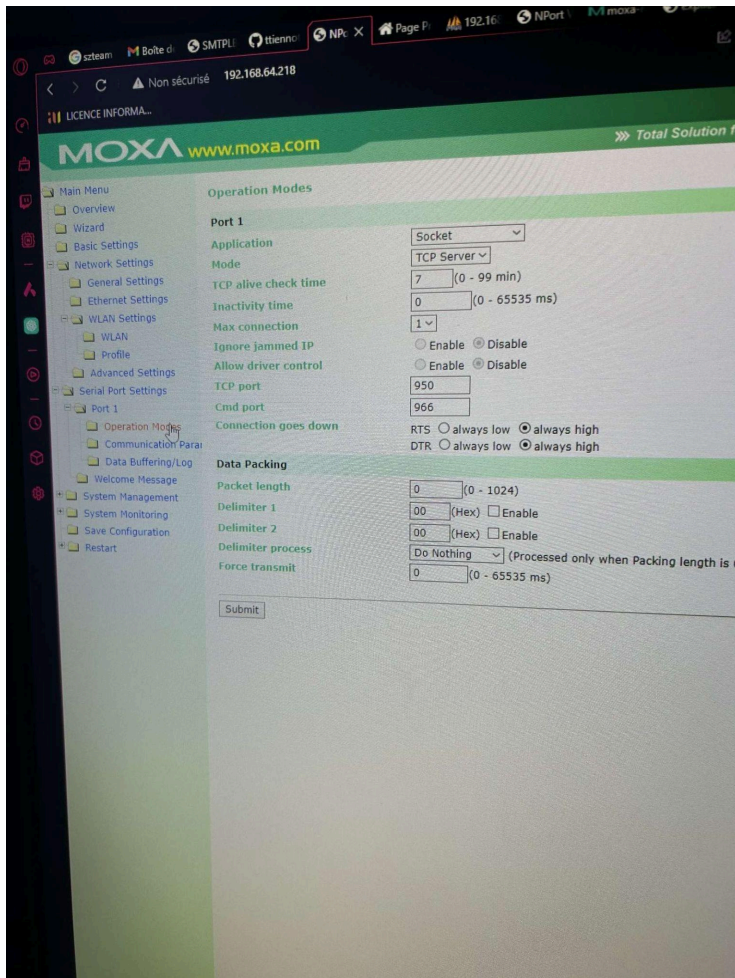 szteam
Boîte d
SMTPL
ttienno
NPo
Page P
192.16
NPort
moxa
Non sécurisé 192.168.64.218
LICENCE INFORMA...
MOXA www.moxa.com
Total Solution f
Main Menu
Overview
Wizard
Basic Settings
Network Settings
General Settings
Ethernet Settings
WLAN Settings
WLAN
Profile
Advanced Settings
Serial Port Settings
Port 1
Operation Modes
Communication Para
Data Buffering/Log
Welcome Message
System Management
System Monitoring
Save Configuration
Restart
Operation Modes
Port 1
Application Socket
Mode TCP Server
TCP alive check time 7 (0 - 99 min)
Inactivity time 0 (0 - 65535 ms)
Max connection 1
Ignore jammed IP Enable Disable
Allow driver control Enable Disable
TCP port 950
Cmd port 966
Connection goes down RTS always low always high
DTR always low always high
Data Packing
Packet length 0 (0 - 1024)
Delimiter 1 00 (Hex) Enable
Delimiter 2 00 (Hex) Enable
Delimiter process Do Nothing (Processed only when Packing length is
Force transmit 0 (0 - 65535 ms)
Submit